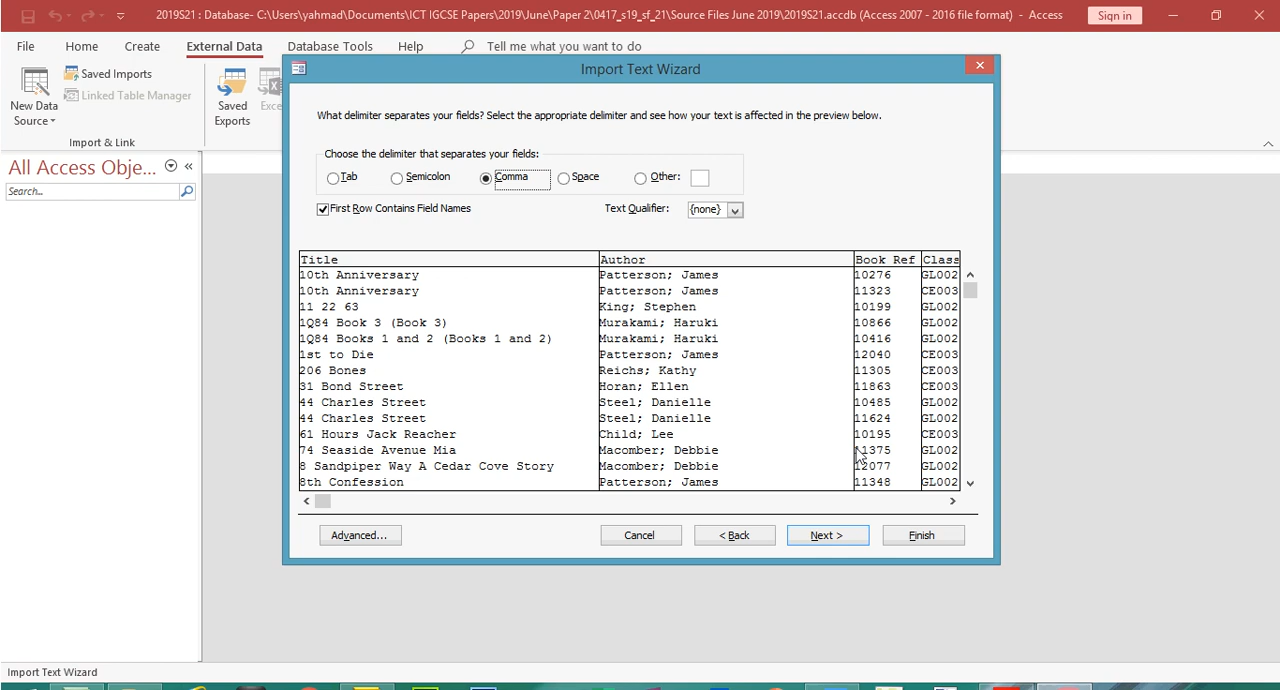 2019S21 : Database- C:\Users\yahmad\Documents\ICT IGCSE Papers\2019\June\Paper 2\0417_s19_sf_21\Source Files June 2019\2019S21.accdb (Access 2007 - 2016 file format) - Access
Sign in
File Home Create External Data Database Tools Help Tell me what you want to do
New Data Source
Saved Imports
Linked Table Manager
Saved Exports
Import & Link
Import Text Wizard
All Access Obje...
Search...
What delimiter separates your fields? Select the appropriate delimiter and see how your text is affected in the preview below.
Choose the delimiter that separates your fields:
Tab Semicolon Comma Space Other:
First Row Contains Field Names Text Qualifier: {none}
Title Author Book Ref Class
10th Anniversary Patterson; James 10276 GL002
10th Anniversary Patterson; James 11323 CE003
11 22 63 King; Stephen 10199 GL002
1Q84 Book 3 (Book 3) Murakami; Haruki 10866 GL002
1Q84 Books 1 and 2 (Books 1 and 2) Murakami; Haruki 10416 GL002
1st to Die Patterson; James 12040 CE003
206 Bones Reichs; Kathy 11305 CE003
31 Bond Street Horan; Ellen 11863 CE003
44 Charles Street Steel; Danielle 10485 GL002
44 Charles Street Steel; Danielle 11624 GL002
61 Hours Jack Reacher Child; Lee 10195 CE003
74 Seaside Avenue Mia Macomber; Debbie 11375 GL002
8 Sandpiper Way A Cedar Cove Story Macomber; Debbie 12077 GL002
8th Confession Patterson; James 11348 GL002
Advanced... Cancel < Back Next > Finish
Import Text Wizard